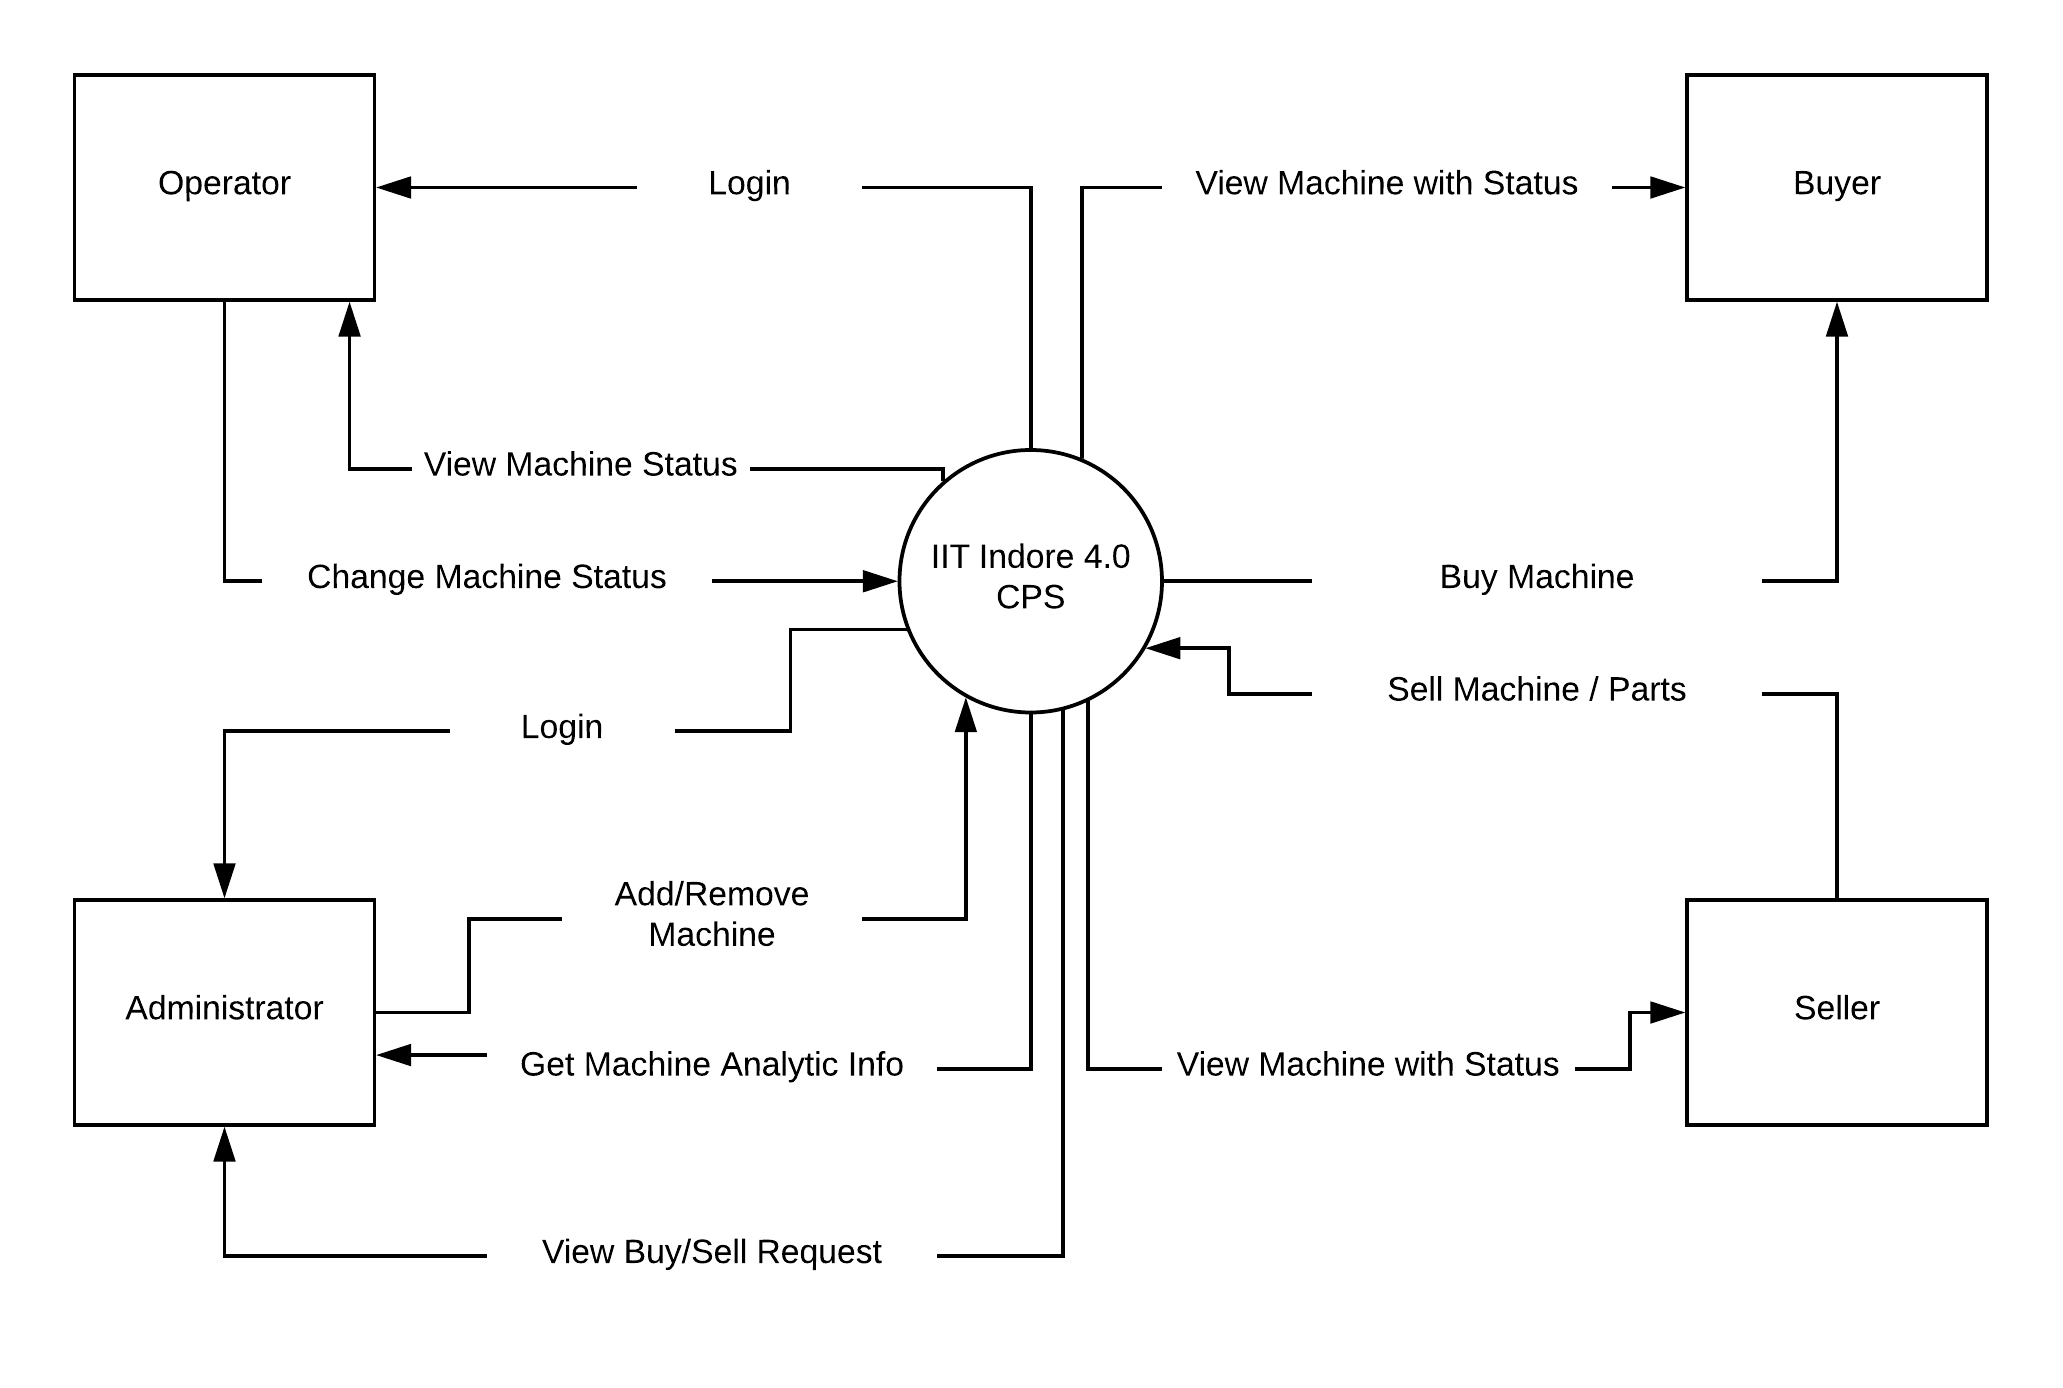 Operator
Login
View Machine with Status
Buyer
View Machine Status
Change Machine Status
IIT Indore 4.0
CPS
Buy Machine
Sell Machine / Parts
Login
Add/Remove
Machine
Administrator
Seller
Get Machine Analytic Info
View Machine with Status
View Buy/Sell Request